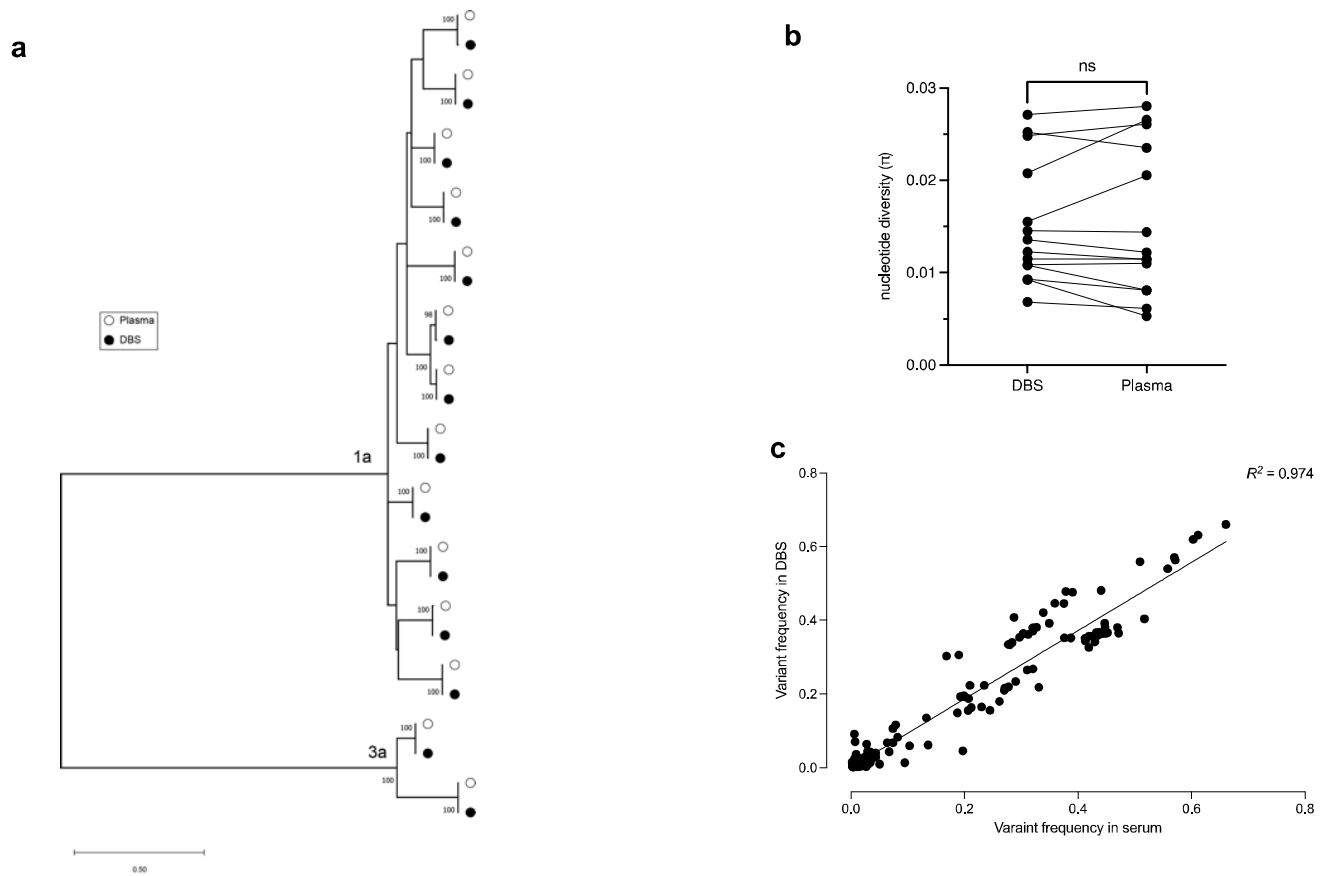 a
100
100
100
100
100
98
100
100
100
1a
100
100
100
100
100
3a
100
100
Plasma
DBS
0.50
b
ns
0.03
0.02
0.01
0.00
nucleotide diversity (π)
DBS
Plasma
c
R² = 0.974
0.8
0.6
0.4
0.2
0.0
Variant frequency in DBS
0.0 0.2 0.4 0.6 0.8
Varaint frequency in serum